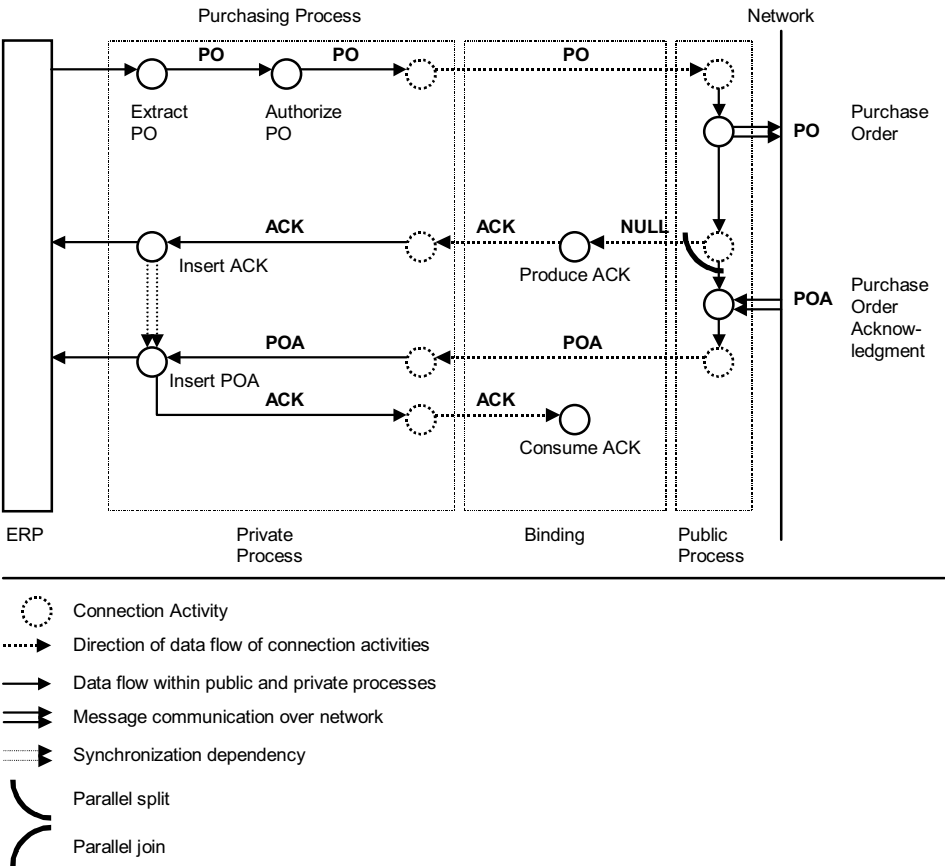 Purchasing Process
Network
PO
PO
PO
Extract
PO
Authorize
PO
PO
Purchase
Order
ACK
ACK
NULL
Insert ACK
Produce ACK
POA
Purchase
Order
Acknow-
ledgment
POA
POA
Insert POA
ACK
ACK
Consume ACK
ERP
Private
Process
Binding
Public
Process
Connection Activity
Direction of data flow of connection activities
Data flow within public and private processes
Message communication over network
Synchronization dependency
Parallel split
Parallel join